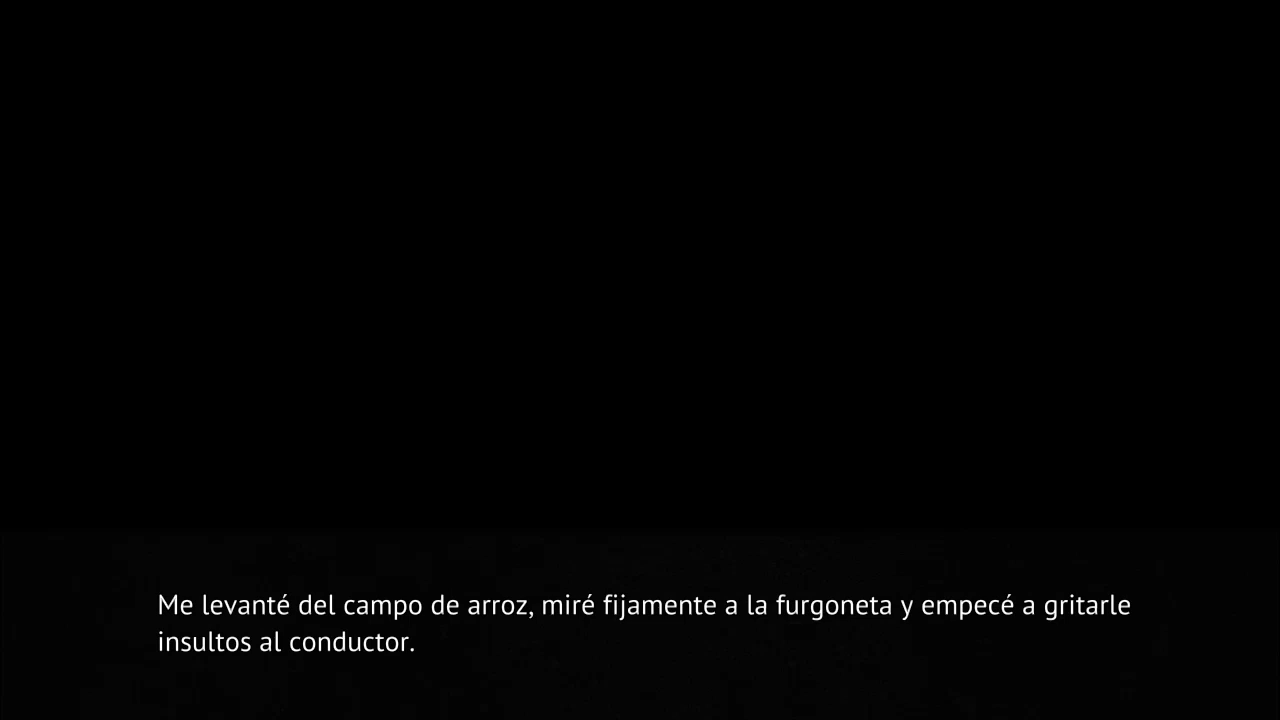 Me levanté del campo de arroz, miré fijamente a la furgoneta y empecé a gritarle
insultos al conductor.